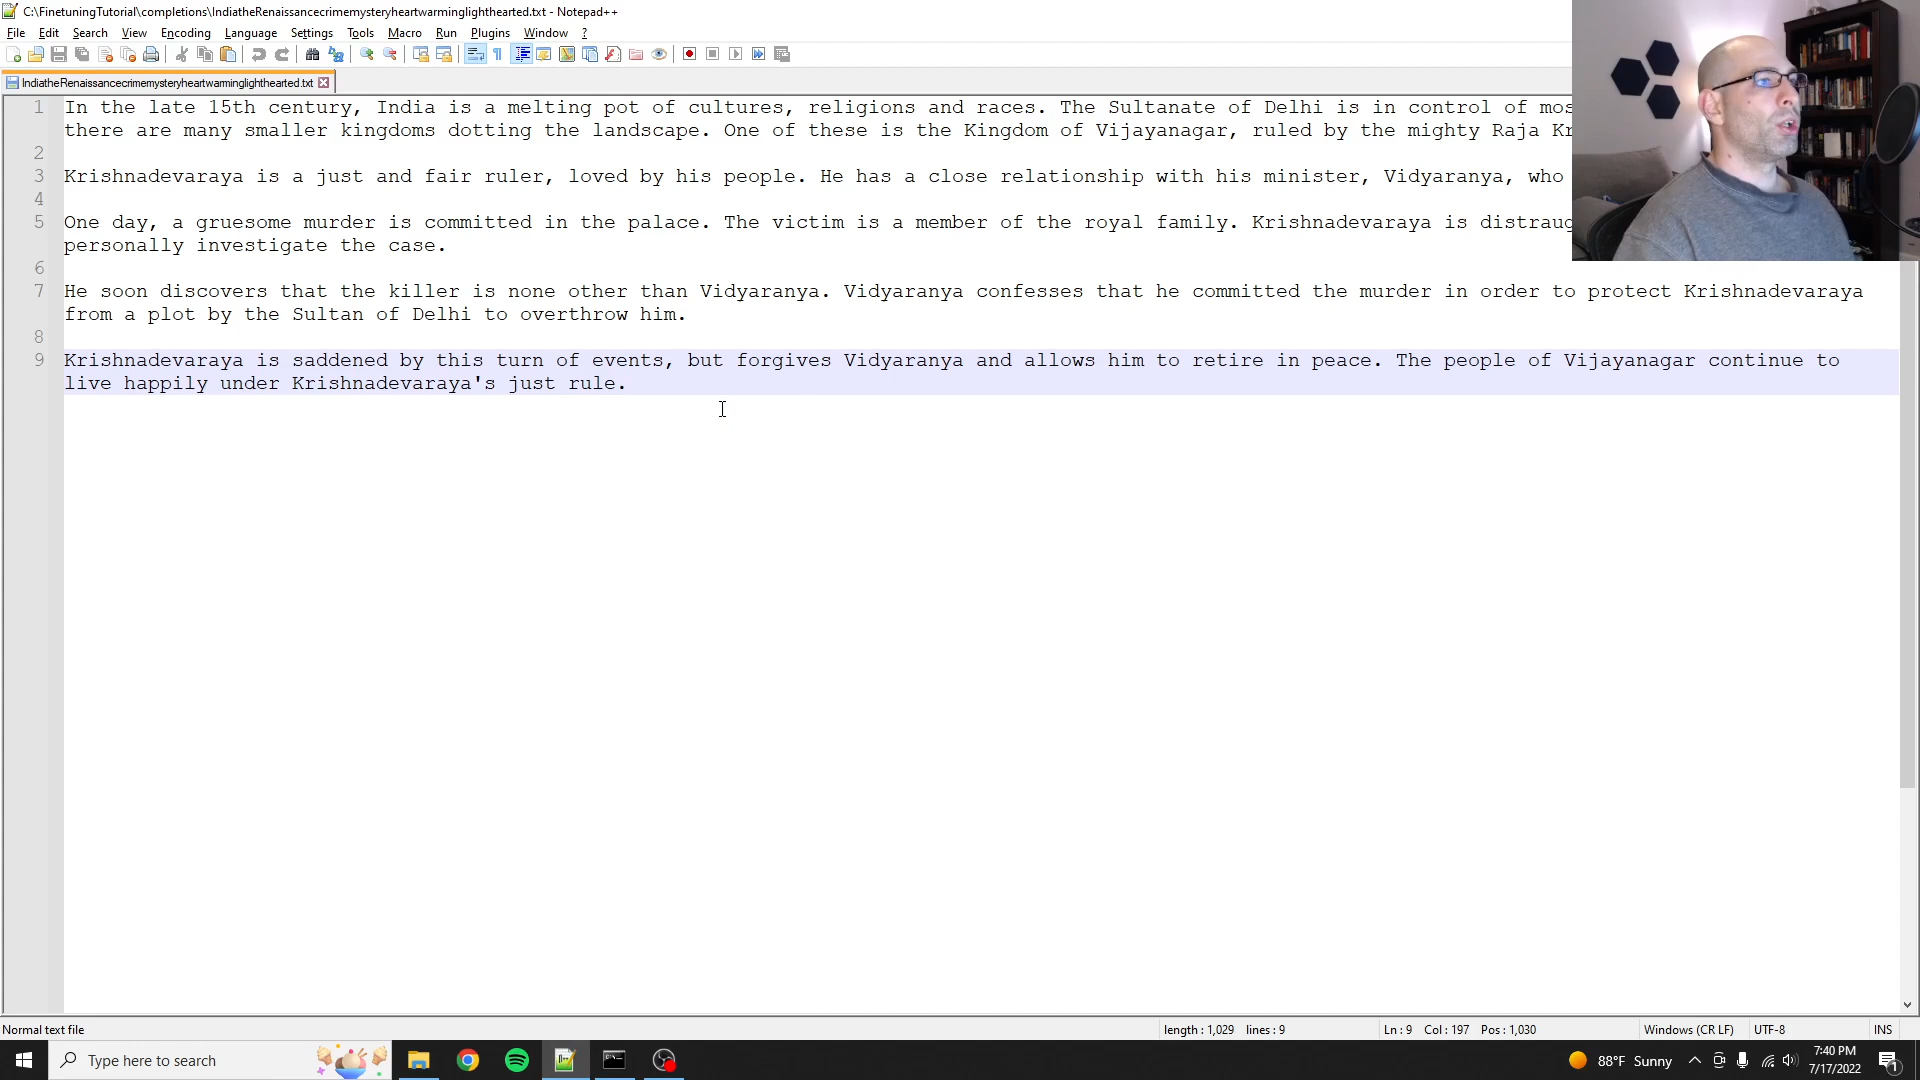 C:\FinetuningTutorial\completions\IndiatheRenaissancecrimemysteryheartwarminglighthearted.txt - Notepad++
File Edit Search View Encoding Language Settings Tools Macro Run Plugins Window ?
IndiatheRenaissancecrimemysteryheartwarminglighthearted.txt
1 In the late 15th century, India is a melting pot of cultures, religions and races. The Sultanate of Delhi is in control of mos
there are many smaller kingdoms dotting the landscape. One of these is the Kingdom of Vijayanagar, ruled by the mighty Raja Kr
2
3 Krishnadevaraya is a just and fair ruler, loved by his people. He has a close relationship with his minister, Vidyaranya, who
4
5 One day, a gruesome murder is committed in the palace. The victim is a member of the royal family. Krishnadevaraya is distraug
personally investigate the case.
6
7 He soon discovers that the killer is none other than Vidyaranya. Vidyaranya confesses that he committed the murder in order to protect Krishnadevaraya
from a plot by the Sultan of Delhi to overthrow him.
8
9 Krishnadevaraya is saddened by this turn of events, but forgives Vidyaranya and allows him to retire in peace. The people of Vijayanagar continue to
live happily under Krishnadevaraya's just rule.
Normal text file length : 1,029 lines : 9 Ln : 9 Col : 197 Pos : 1,030 Windows (CR LF) UTF-8 INS
Type here to search 88°F Sunny 7:40 PM
7/17/2022 1